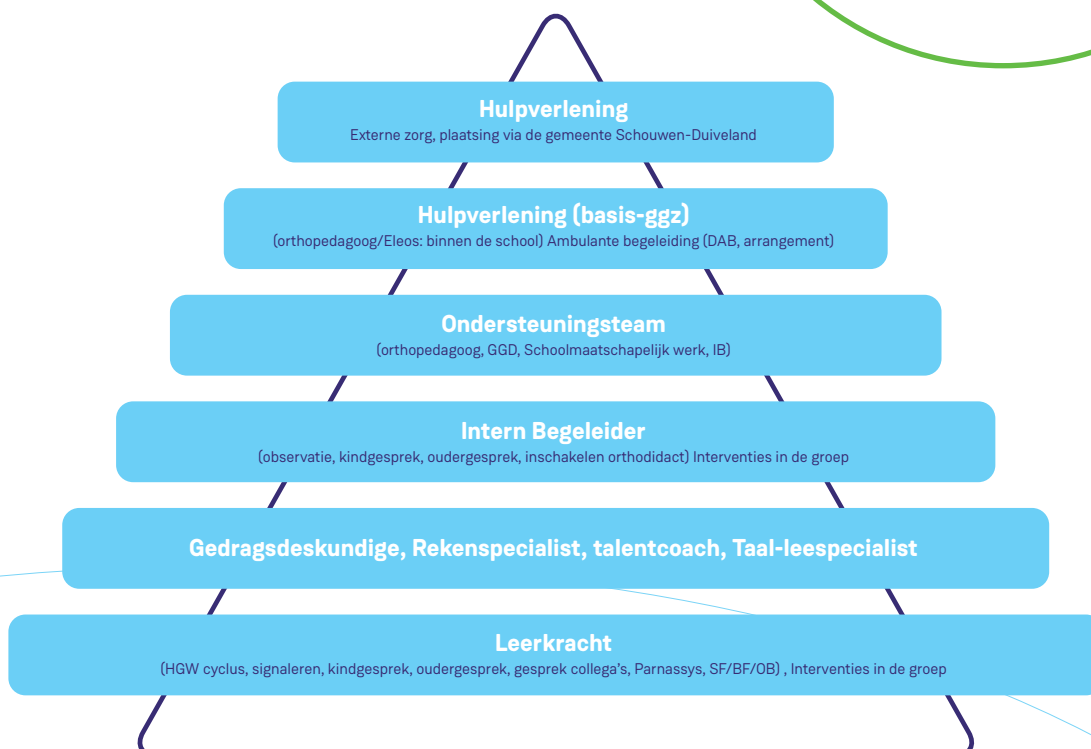 Hulpverlening
Externe zorg, plaatsing via de gemeente Schouwen-Duiveland
Hulpverlening (basis-ggz)
(orthopedagoog/Eleos: binnen de school) Ambulante begeleiding (DAB, arrangement)
Ondersteuningsteam
(orthopedagoog, GGD, Schoolmaatschapelijk werk, IB)
Intern Begeleider
(observatie, kindgesprek, oudergesprek, inschakelen orthodidact) Interventies in de groep
Gedragsdeskundige, Rekenspecialist, talentcoach, Taal-leespecialist
Leerkracht
(HGW cyclus, signaleren, kindgesprek, oudergesprek, gesprek collega's, Parnassys, SF/BF/OB) , Interventies in de groep